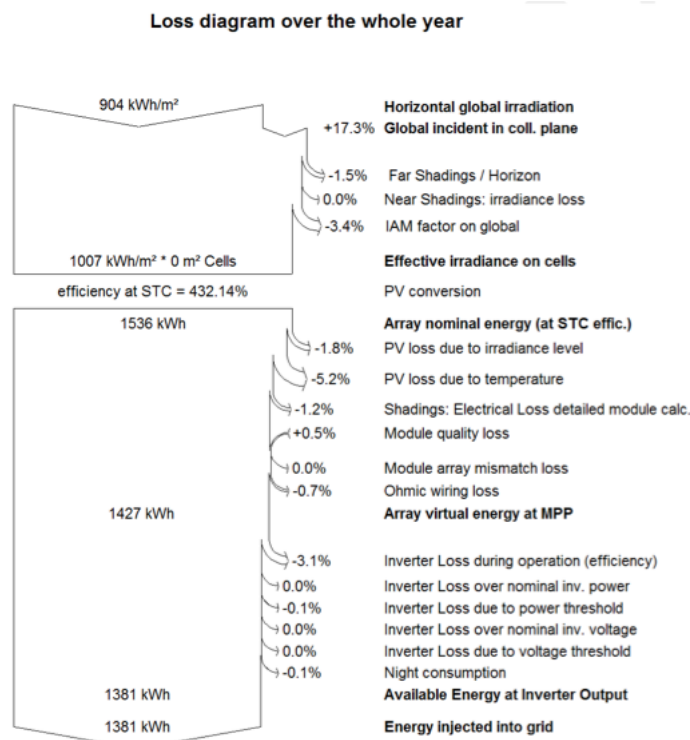 Loss diagram over the whole year
904 kWh/m² Horizontal global irradiation
+17.3% Global incident in coll. plane
-1.5% Far Shadings / Horizon
0.0% Near Shadings: irradiance loss
-3.4% IAM factor on global
1007 kWh/m² * 0 m² Cells Effective irradiance on cells
efficiency at STC = 432.14% PV conversion
1536 kWh Array nominal energy (at STC effic.)
-1.8% PV loss due to irradiance level
-5.2% PV loss due to temperature
-1.2% Shadings: Electrical Loss detailed module calc.
+0.5% Module quality loss
0.0% Module array mismatch loss
-0.7% Ohmic wiring loss
1427 kWh Array virtual energy at MPP
-3.1% Inverter Loss during operation (efficiency)
0.0% Inverter Loss over nominal inv. power
-0.1% Inverter Loss due to power threshold
0.0% Inverter Loss over nominal inv. voltage
0.0% Inverter Loss due to voltage threshold
-0.1% Night consumption
1381 kWh Available Energy at Inverter Output
1381 kWh Energy injected into grid